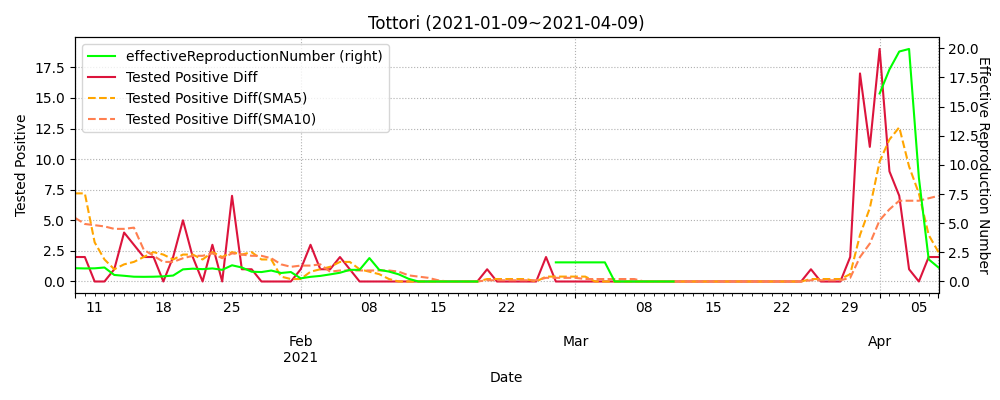 Tottori (2021-01-09~2021-04-09)
effectiveReproductionNumber (right)
Tested Positive Diff
Tested Positive Diff(SMA5)
Tested Positive Diff(SMA10)
Tested Positive
17.5
15.0
12.5
10.0
7.5
5.0
2.5
0.0
Effective Reproduction Number
20.0
17.5
15.0
12.5
10.0
7.5
5.0
2.5
0.0
11 18 25 08 15 22 08 15 22 29 05
Feb Mar Apr
2021
Date